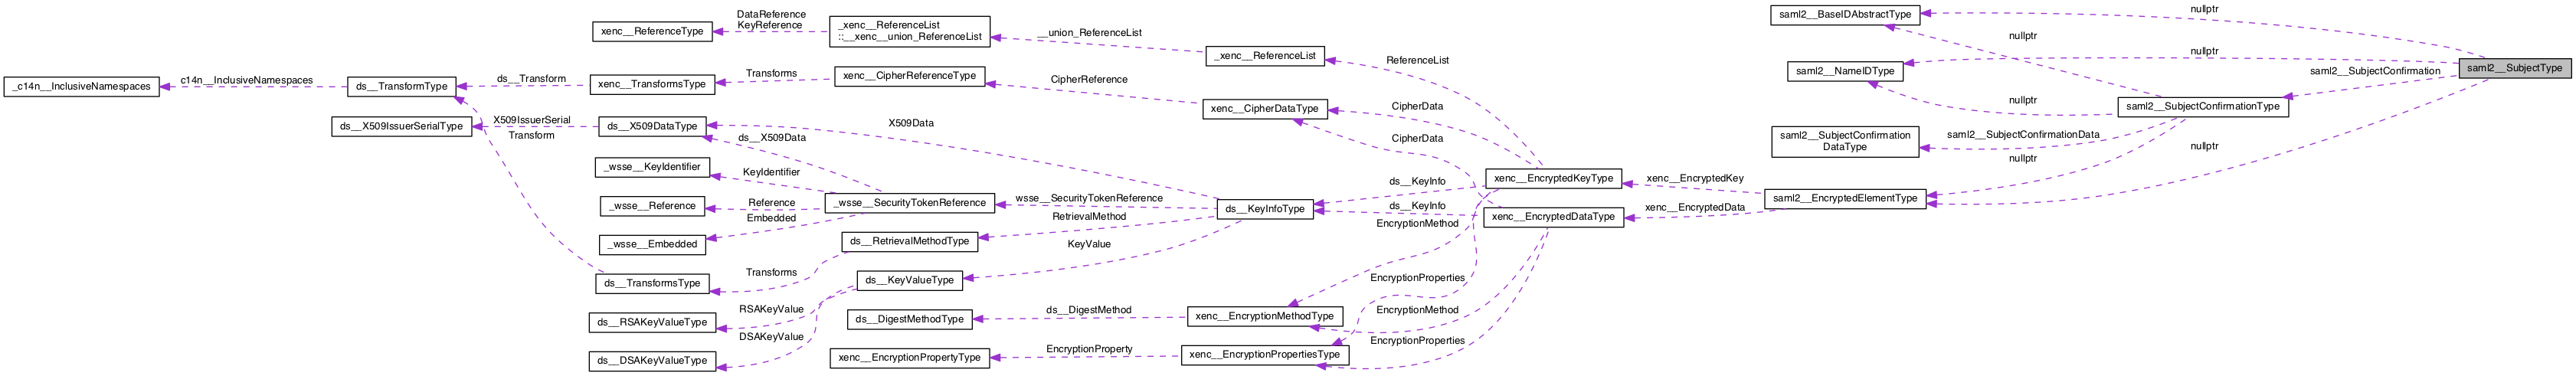 _c14n__InclusiveNamespaces
c14n__InclusiveNamespaces
ds__TransformType
ds__X509IssuerSerialType
X509IssuerSerial
Transform
ds__Transform
xenc__ReferenceType
DataReference
KeyReference
xenc__TransformsType
Transforms
ds__X509DataType
ds__X509Data
_wsse__KeyIdentifier
KeyIdentifier
_wsse__Reference
Reference
_wsse__Embedded
Embedded
ds__TransformsType
Transforms
ds__RSAKeyValueType
RSAKeyValue
ds__DSAKeyValueType
DSAKeyValue
_xenc__ReferenceList
::__xenc__union_ReferenceList
__union_ReferenceList
xenc__CipherReferenceType
CipherReference
X509Data
_wsse__SecurityTokenReference
wsse__SecurityTokenReference
ds__RetrievalMethodType
RetrievalMethod
ds__KeyValueType
KeyValue
ds__DigestMethodType
ds__DigestMethod
xenc__EncryptionPropertyType
EncryptionProperty
_xenc__ReferenceList
ReferenceList
xenc__CipherDataType
CipherData
CipherData
ds__KeyInfoType
ds__KeyInfo
ds__KeyInfo
EncryptionMethod
EncryptionProperties
xenc__EncryptionMethodType
EncryptionMethod
xenc__EncryptionPropertiesType
EncryptionProperties
xenc__EncryptedKeyType
xenc__EncryptedKey
xenc__EncryptedDataType
xenc__EncryptedData
saml2__BaseIDAbstractType
nullptr
nullptr
saml2__NameIDType
nullptr
nullptr
saml2__SubjectConfirmation
DataType
saml2__SubjectConfirmationData
saml2__EncryptedElementType
nullptr
nullptr
saml2__SubjectConfirmationType
saml2__SubjectConfirmation
saml2__SubjectType